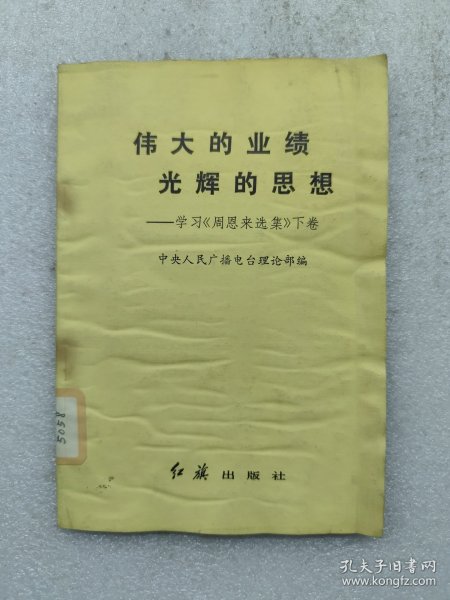 伟大的业绩
光辉的思想
——学习《周恩来选集》下卷
中央人民广播电台理论部编
5058
红旗出版社
孔夫子旧书网
www.kongfz.com